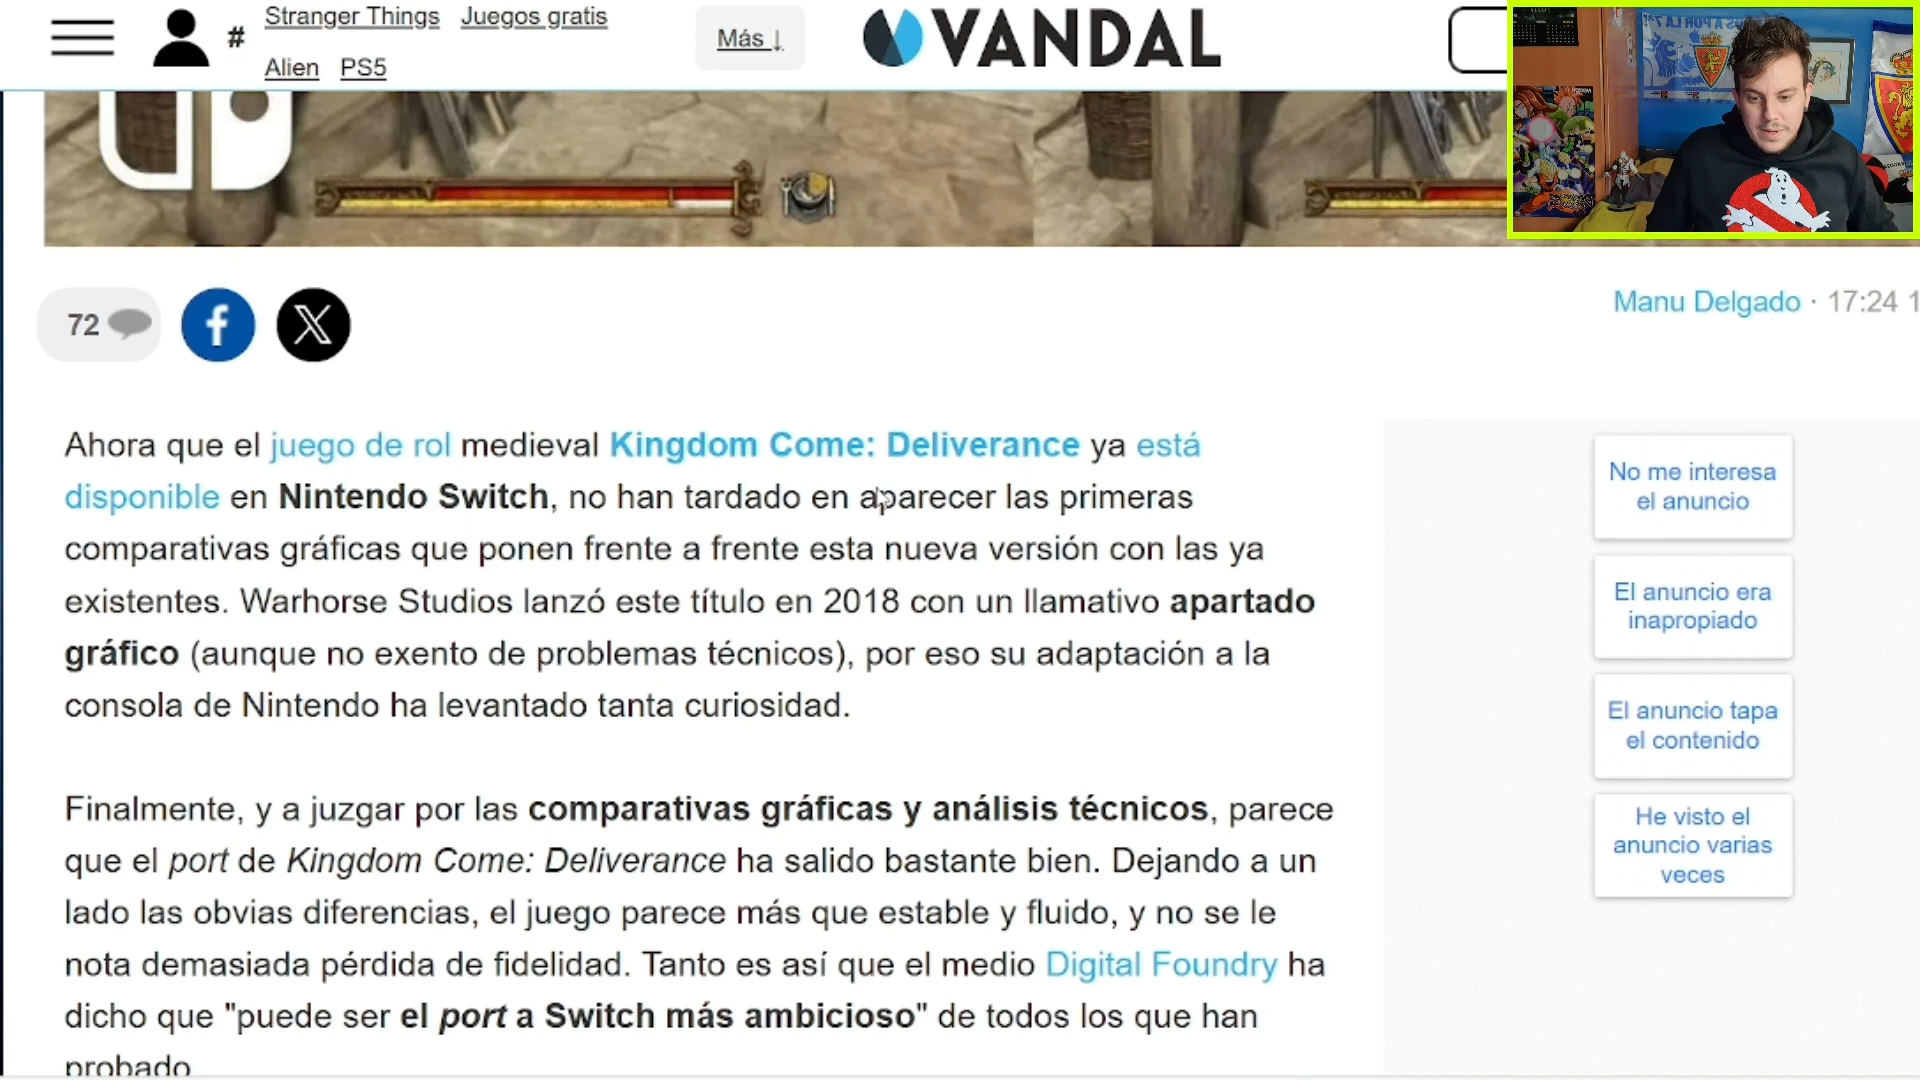 # Stranger Things Juegos gratis
Alien PS5
Más ↓
VANDAL
72
Manu Delgado · 17:24 1
Ahora que el juego de rol medieval Kingdom Come: Deliverance ya está
disponible en Nintendo Switch, no han tardado en aparecer las primeras
comparativas gráficas que ponen frente a frente esta nueva versión con las ya
existentes. Warhorse Studios lanzó este título en 2018 con un llamativo apartado
gráfico (aunque no exento de problemas técnicos), por eso su adaptación a la
consola de Nintendo ha levantado tanta curiosidad.
Finalmente, y a juzgar por las comparativas gráficas y análisis técnicos, parece
que el port de Kingdom Come: Deliverance ha salido bastante bien. Dejando a un
lado las obvias diferencias, el juego parece más que estable y fluido, y no se le
nota demasiada pérdida de fidelidad. Tanto es así que el medio Digital Foundry ha
dicho que "puede ser el port a Switch más ambicioso" de todos los que han
probado
No me interesa
el anuncio
El anuncio era
inapropiado
El anuncio tapa
el contenido
He visto el
anuncio varias
veces